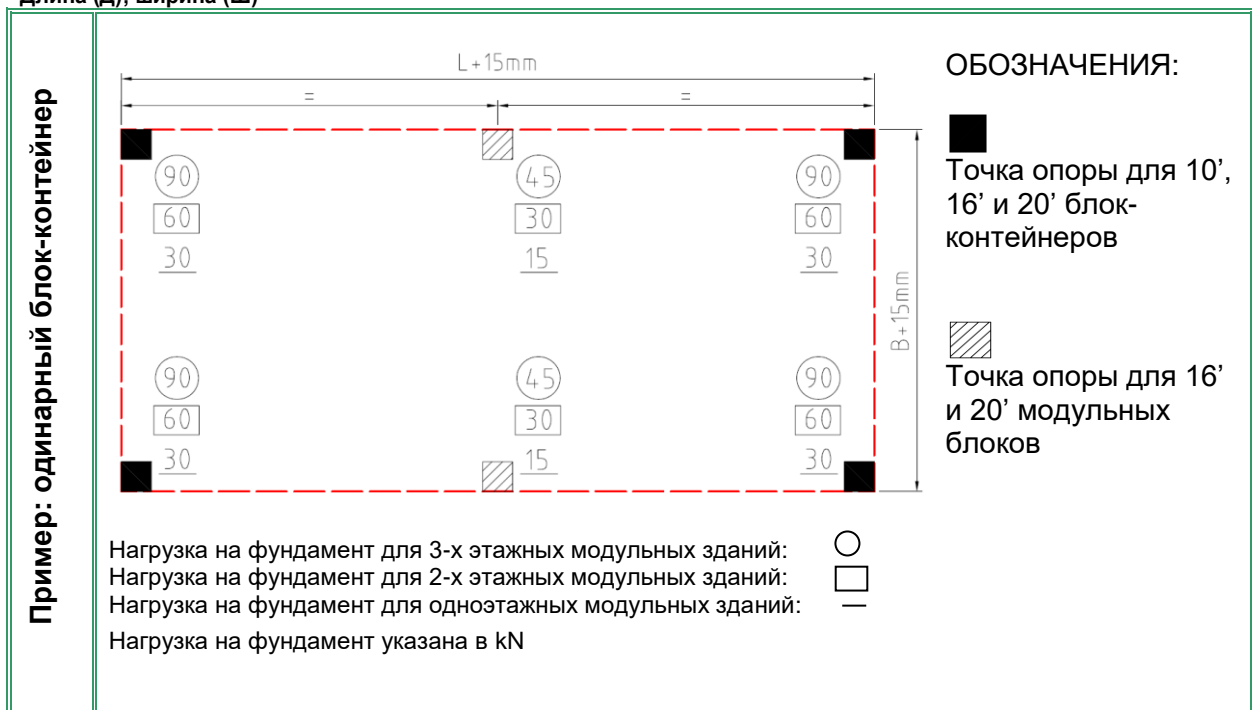 Длина (Д), ширина (Ш)
Пример: одинарный блок-контейнер
L+15mm
= =
90 45 90
60 30 60
30 15 30
B+15mm
90 45 90
60 30 60
30 15 30
ОБОЗНАЧЕНИЯ:
Точка опоры для 10’,
16’ и 20’ блок-
контейнеров
Точка опоры для 16’
и 20’ модульных
блоков
Нагрузка на фундамент для 3-х этажных модульных зданий:
Нагрузка на фундамент для 2-х этажных модульных зданий:
Нагрузка на фундамент для одноэтажных модульных зданий:
Нагрузка на фундамент указана в kN